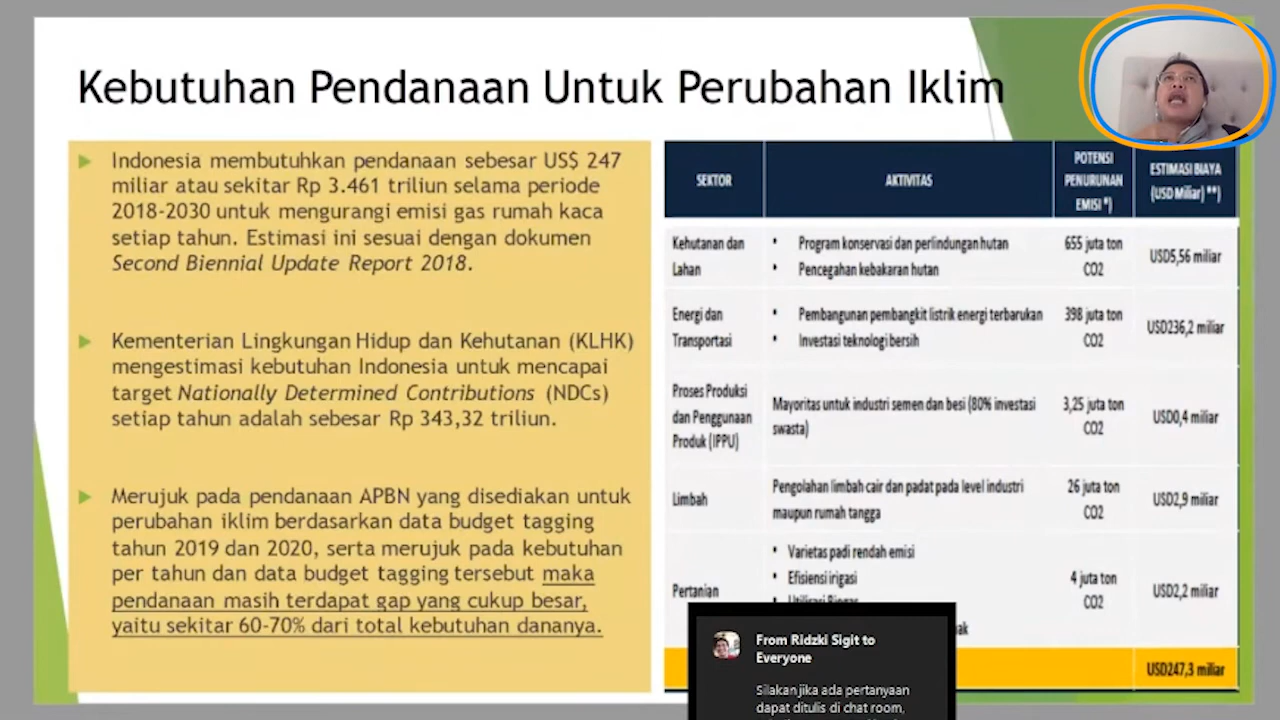 Kebutuhan Pendanaan Untuk Perubahan Iklim
Indonesia membutuhkan pendanaan sebesar US$ 247
miliar atau sekitar Rp 3.461 triliun selama periode
2018-2030 untuk mengurangi emisi gas rumah kaca
setiap tahun. Estimasi ini sesuai dengan dokumen
Second Biennial Update Report 2018.
Kementerian Lingkungan Hidup dan Kehutanan (KLHK)
mengestimasi kebutuhan Indonesia untuk mencapai
target Nationally Determined Contributions (NDCs)
setiap tahun adalah sebesar Rp 343,32 triliun.
Merujuk pada pendanaan APBN yang disediakan untuk
perubahan iklim berdasarkan data budget tagging
tahun 2019 dan 2020, serta merujuk pada kebutuhan
per tahun dan data budget tagging tersebut maka
pendanaan masih terdapat gap yang cukup besar,
yaitu sekitar 60-70% dari total kebutuhan dananya.
SEKTOR
AKTIVITAS
POTENSI
PENURUNAN
EMISI *)
ESTIMASI BIAYA
(USD Miliar) **)
Kehutanan dan
Lahan
Program konservasi dan perlindungan hutan
Pencegahan kebakaran hutan
655 juta ton
CO2
USD5,56 miliar
Energi dan
Transportasi
Pembangunan pembangkit listrik energi terbarukan
Investasi teknologi bersih
398 juta ton
CO2
USD236,2 miliar
Proses Produksi
dan Penggunaan
Produk (IPPU)
Mayoritas untuk industri semen dan besi (80% investasi
swasta)
3,25 juta ton
CO2
USD0,4 miliar
Limbah
Pengolahan limbah cair dan padat pada level industri
maupun rumah tangga
26 juta ton
CO2
USD2,9 miliar
Pertanian
Varietas padi rendah emisi
Efisiensi irigasi
4 juta ton
CO2
USD2,2 miliar
USD247,3 miliar
From Ridzki Sigit to
Everyone
Silakan jika ada pertanyaan
dapat ditulis di chat room,